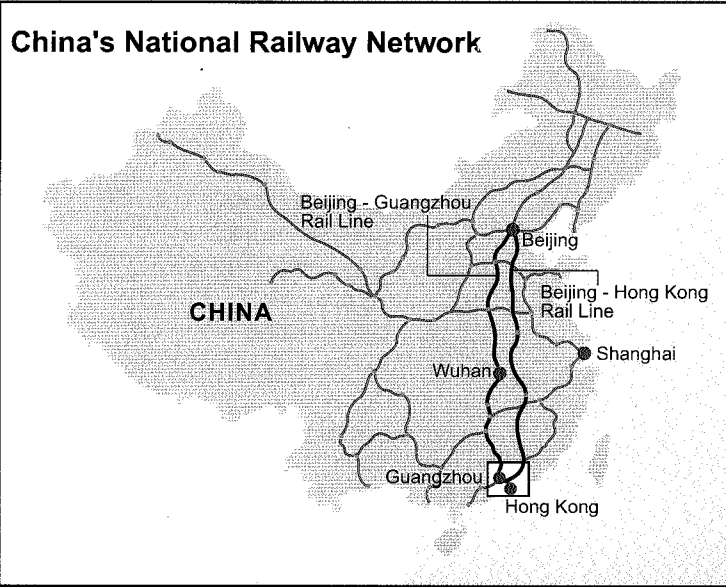 China's National Railway Network
Beijing - Guangzhou
Rail Line
Beijing
Beijing - Hong Kong
Rail Line
CHINA
Shanghai
Wuhan
Guangzhou
Hong Kong